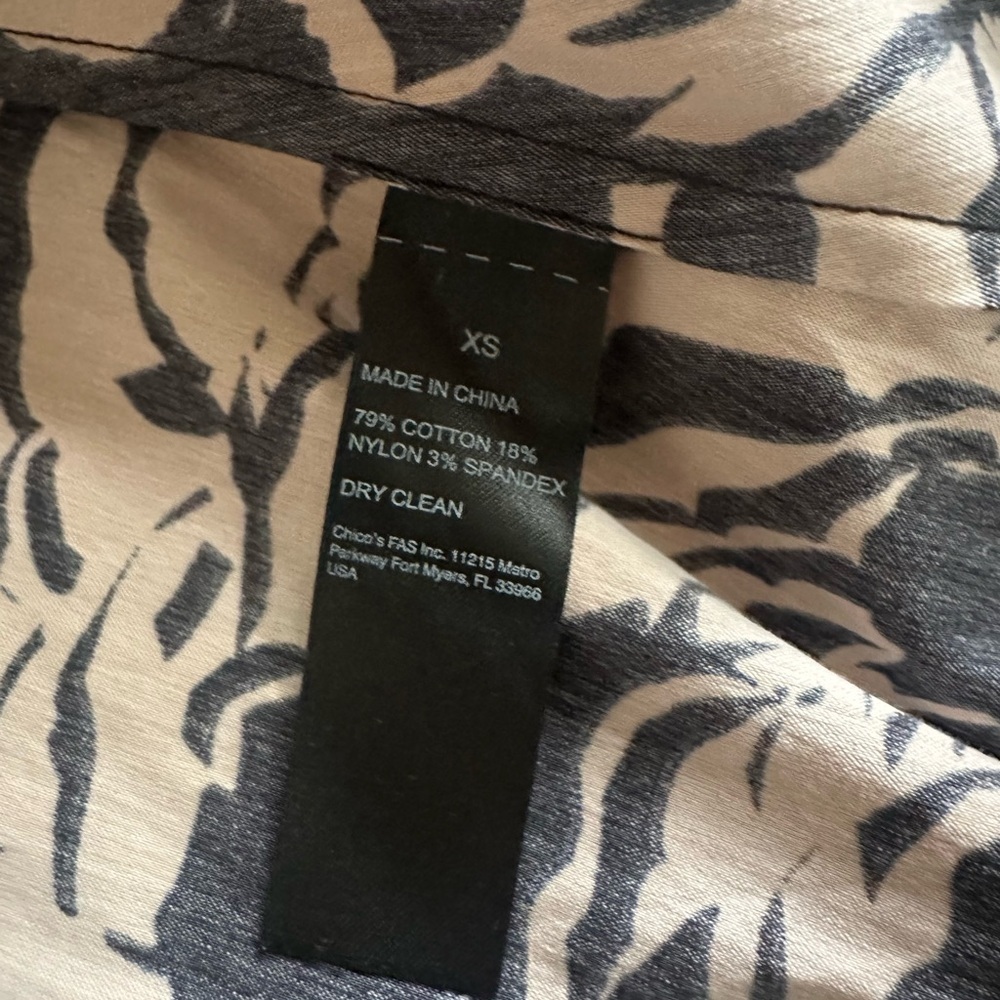 XS
MADE IN CHINA
79% COTTON 18%
NYLON 3% SPANDEX
DRY CLEAN
Chico's FAS Inc. 11215 Metro
Parkway Fort Myers, FL 33966
USA